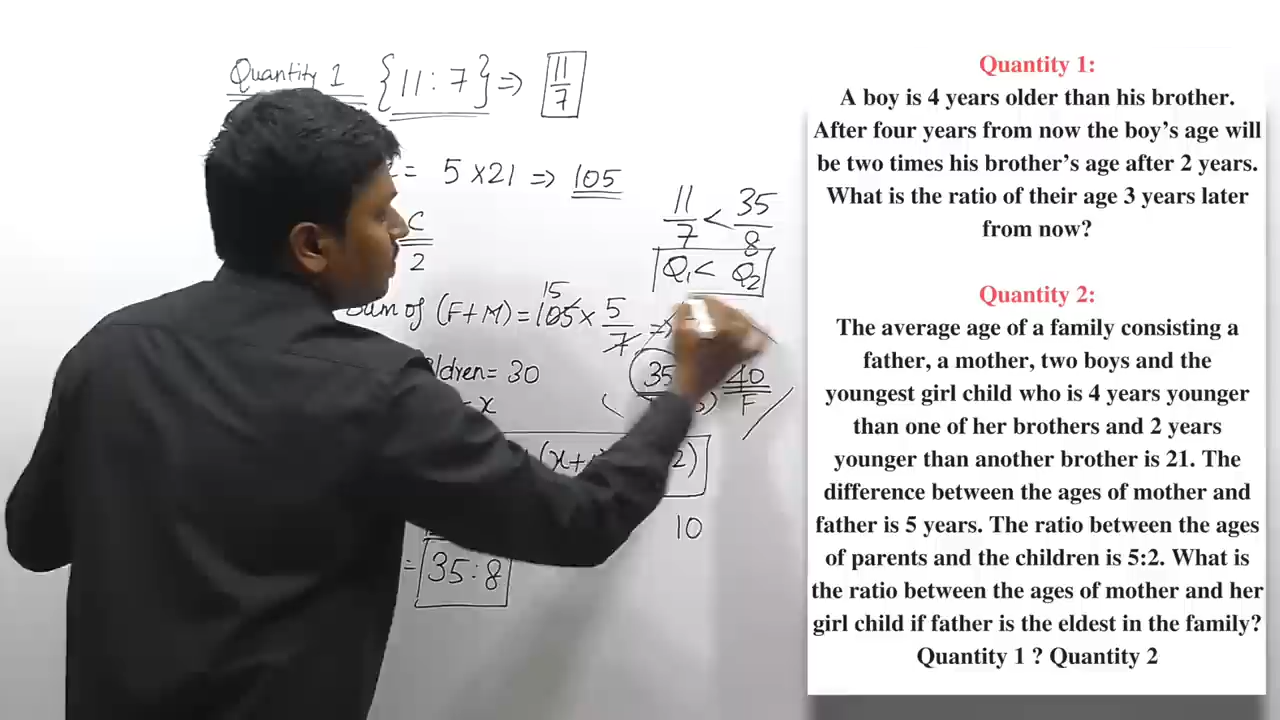 Quantity 1 {11:7} ⇒ 11/7
= 5 × 21 ⇒ 105
C/2
11/7 < 35/8
Q₁ < Q₂
Sum of (F+M) = 105 × 5/7 ⇒
15
ldren = 30
35 40
F
x
(x+ 2)
10
= 35:8
Quantity 1:
A boy is 4 years older than his brother.
After four years from now the boy’s age will
be two times his brother’s age after 2 years.
What is the ratio of their age 3 years later
from now?
Quantity 2:
The average age of a family consisting a
father, a mother, two boys and the
youngest girl child who is 4 years younger
than one of her brothers and 2 years
younger than another brother is 21. The
difference between the ages of mother and
father is 5 years. The ratio between the ages
of parents and the children is 5:2. What is
the ratio between the ages of mother and her
girl child if father is the eldest in the family?
Quantity 1 ? Quantity 2